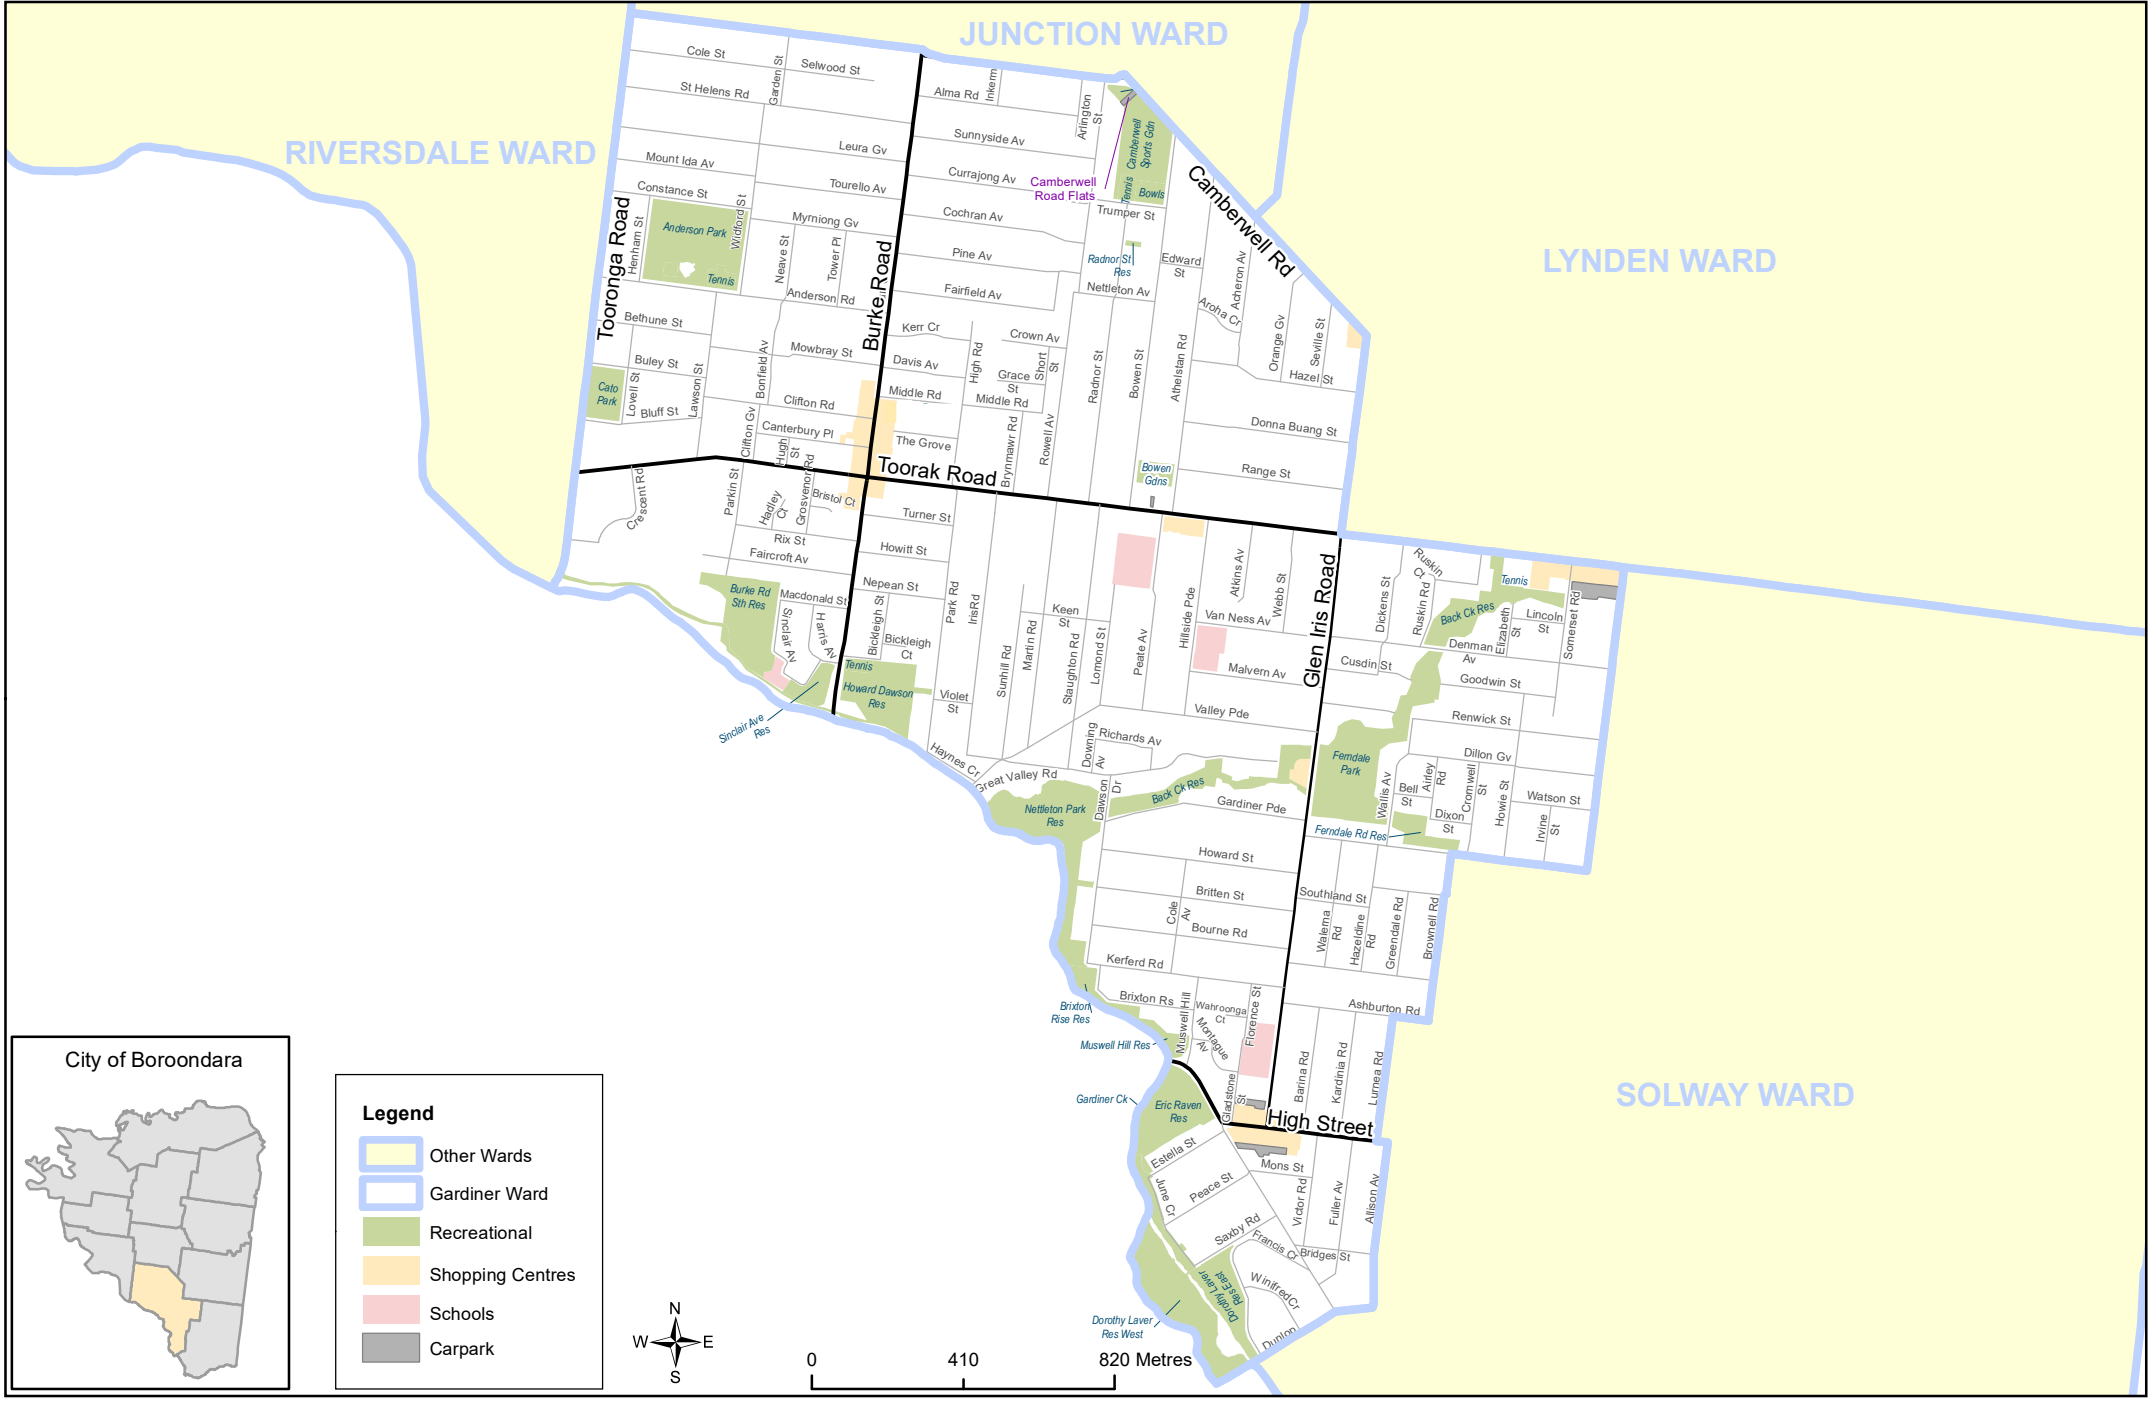 JUNCTION WARD
RIVERSDALE WARD
LYNDEN WARD
SOLWAY WARD
Cole St
Garden St
Selwood St
St Helens Rd
Leura Gv
Mount Ida Av
Tourello Av
Constance St
Widford St
Myrniong Gv
Henham St
Anderson Park
Tennis
Neave St
Tower Pl
Anderson Rd
Tooronga Road
Burke Road
Bethune St
Mowbray St
Buley St
Bonfield Av
Lawson St
Lovell St
Cato
Park
Bluff St
Clifton Rd
Clifton Gv
Canterbury Pl
Hugh
St
Alma Rd
Inkerm
Arlington
St
Sunnyside Av
Currajong Av
Cochran Av
Pine Av
Fairfield Av
Camberwell
Road Flats
Camberwell
Sports Gdn
Tennis
Bowls
Trumper St
Camberwell Rd
Radnor St
Res
Edward
St
Nettleton Av
Acheron Av
Aroha Cr
Orange Gv
Seville St
Hazel St
Kerr Cr
Crown Av
Davis Av
High Rd
Grace
St
Short
St
Middle Rd
Middle Rd
Radnor St
Bowen St
Athelstan Rd
The Grove
Brynmawr Rd
Rowell Av
Donna Buang St
Range St
Bowen
Gdns
Toorak Road
Crescent Rd
Parkin St
Hadley
Ct
Grosvenor Rd
Bristol Ct
Rix St
Faircroft Av
Turner St
Howitt St
Nepean St
Burke Rd
Sth Res
Macdonald St
Sinclair Av
Harris Av
Bickleigh St
Bickleigh
Ct
Tennis
Howard Dawson
Res
Sinclair Ave
Res
Park Rd
Iris Rd
Violet
St
Haynes Cr
Sunhill Rd
Martin Rd
Keen
St
Staughton Rd
Lomond St
Peate Av
Hillside Pde
Atkins Av
Webb St
Van Ness Av
Malvern Av
Valley Pde
Glen Iris Road
Dickens St
Ruskin
Ct
Ruskin Rd
Tennis
Back Ck Res
Elizabeth
St
Lincoln
St
Somerset Rd
Denman
Av
Cusdin St
Goodwin St
Renwick St
Dillon Gv
Downing
Av
Richards Av
Great Valley Rd
Nettleton Park
Res
Dawson
Dr
Back Ck Res
Gardiner Pde
Ferndale
Park
Wallis Av
Bell
St
Airley
Rd
Cromwell
St
Howie St
Watson St
Dixon
St
Irvine
St
Ferndale Rd Res
Howard St
Britten St
Cole
Av
Bourne Rd
Southland St
Walerna
Rd
Hazeldine
Rd
Greendale Rd
Brownell Rd
Kerferd Rd
Brixton Rs
Brixton
Rise Res
Muswell Hill
Wahroonga
Ct
Montague
Av
Florence St
Ashburton Rd
Muswell Hill Res
Barina Rd
Kardinia Rd
Lurnea Rd
Gardiner Ck
Eric Raven
Res
Gladstone
St
High Street
Estella St
Mons St
June Cr
Peace St
Victor Rd
Fuller Av
Allison Av
Saxby Rd
Francis Cr
Bridges St
Dorothy Laver
Res East
Winifred Cr
Dunlop
Dorothy Laver
Res West
City of Boroondara
Legend
Other Wards
Gardiner Ward
Recreational
Shopping Centres
Schools
Carpark
N
W E
S
0 410 820 Metres